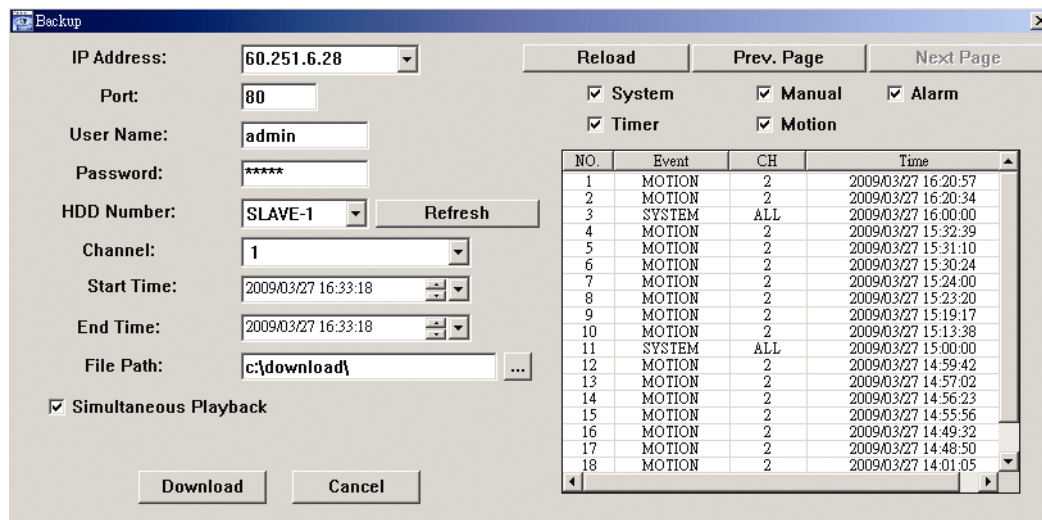 Backup
IP Address: 60.251.6.28
Port: 80
User Name: admin
Password: *****
HDD Number: SLAVE-1 Refresh
Channel: 1
Start Time: 2009/03/27 16:33:18
End Time: 2009/03/27 16:33:18
File Path: c:\download\ ...
Simultaneous Playback
Download Cancel
Reload Prev. Page Next Page
System Manual Alarm
Timer Motion
NO. Event CH Time
1 MOTION 2 2009/03/27 16:20:57
2 MOTION 2 2009/03/27 16:20:34
3 SYSTEM ALL 2009/03/27 16:00:00
4 MOTION 2 2009/03/27 15:32:39
5 MOTION 2 2009/03/27 15:31:10
6 MOTION 2 2009/03/27 15:30:24
7 MOTION 2 2009/03/27 15:24:00
8 MOTION 2 2009/03/27 15:23:20
9 MOTION 2 2009/03/27 15:19:17
10 MOTION 2 2009/03/27 15:13:38
11 SYSTEM ALL 2009/03/27 15:00:00
12 MOTION 2 2009/03/27 14:59:42
13 MOTION 2 2009/03/27 14:57:02
14 MOTION 2 2009/03/27 14:56:23
15 MOTION 2 2009/03/27 14:55:56
16 MOTION 2 2009/03/27 14:49:32
17 MOTION 2 2009/03/27 14:48:50
18 MOTION 2 2009/03/27 14:01:05